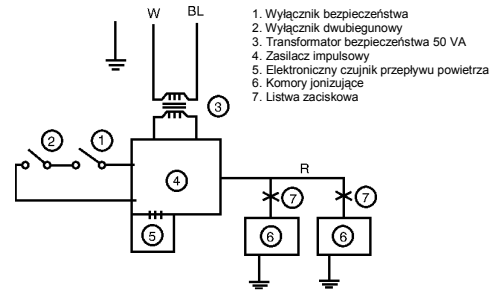 W BL
1. Wyłącznik bezpieczeństwa
2. Wyłącznik dwubiegunowy
3. Transformator bezpieczeństwa 50 VA
4. Zasilacz impulsowy
5. Elektroniczny czujnik przepływu powietrza
6. Komory jonizujące
7. Listwa zaciskowa
3
2 1
4
R
7 7
5
6 6